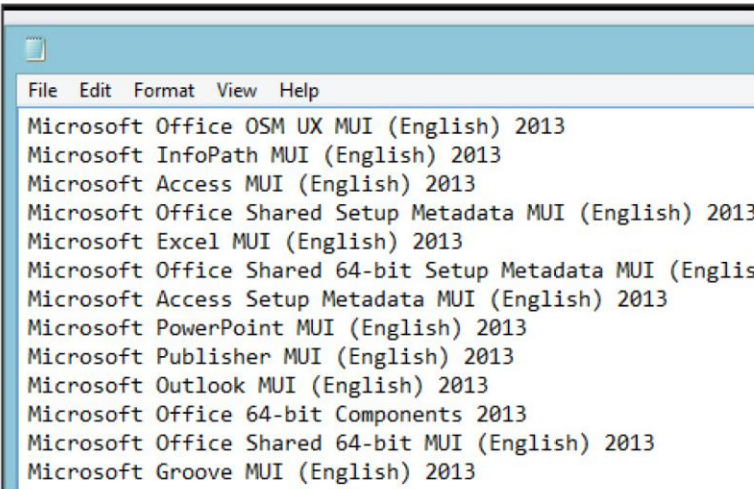 File Edit Format View Help
Microsoft Office OSM UX MUI (English) 2013
Microsoft InfoPath MUI (English) 2013
Microsoft Access MUI (English) 2013
Microsoft Office Shared Setup Metadata MUI (English) 2013
Microsoft Excel MUI (English) 2013
Microsoft Office Shared 64-bit Setup Metadata MUI (Englis
Microsoft Access Setup Metadata MUI (English) 2013
Microsoft PowerPoint MUI (English) 2013
Microsoft Publisher MUI (English) 2013
Microsoft Outlook MUI (English) 2013
Microsoft Office 64-bit Components 2013
Microsoft Office Shared 64-bit MUI (English) 2013
Microsoft Groove MUI (English) 2013